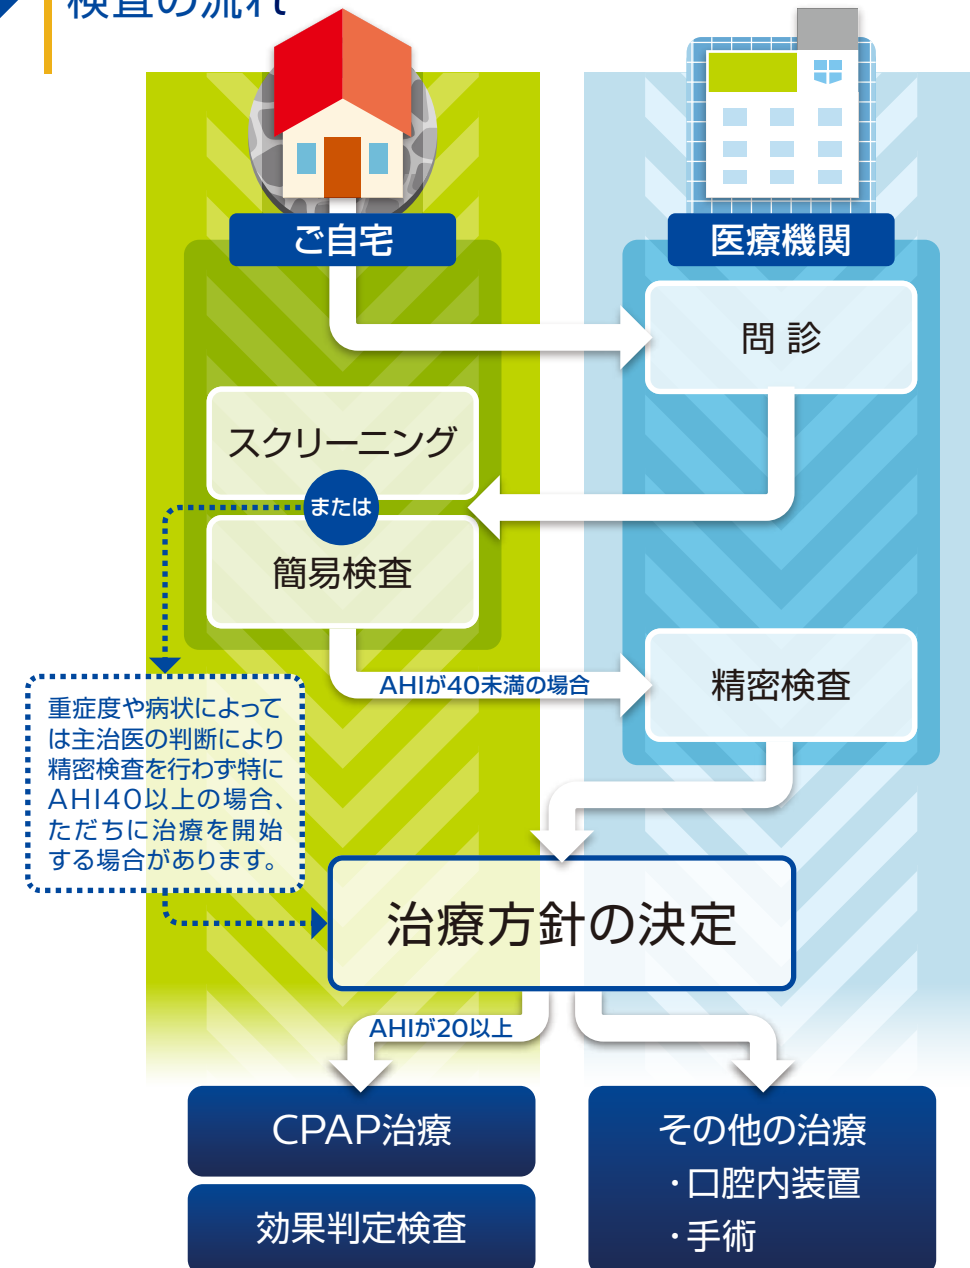 検査の流れ
ご自宅
医療機関
問 診
スクリーニング
または
簡易検査
AHIが40未満の場合
精密検査
重症度や病状によって
は主治医の判断により
精密検査を行わず特に
AHI40以上の場合、
ただちに治療を開始
する場合があります。
治療方針の決定
AHIが20以上
CPAP治療
効果判定検査
その他の治療
・口腔内装置
・手術